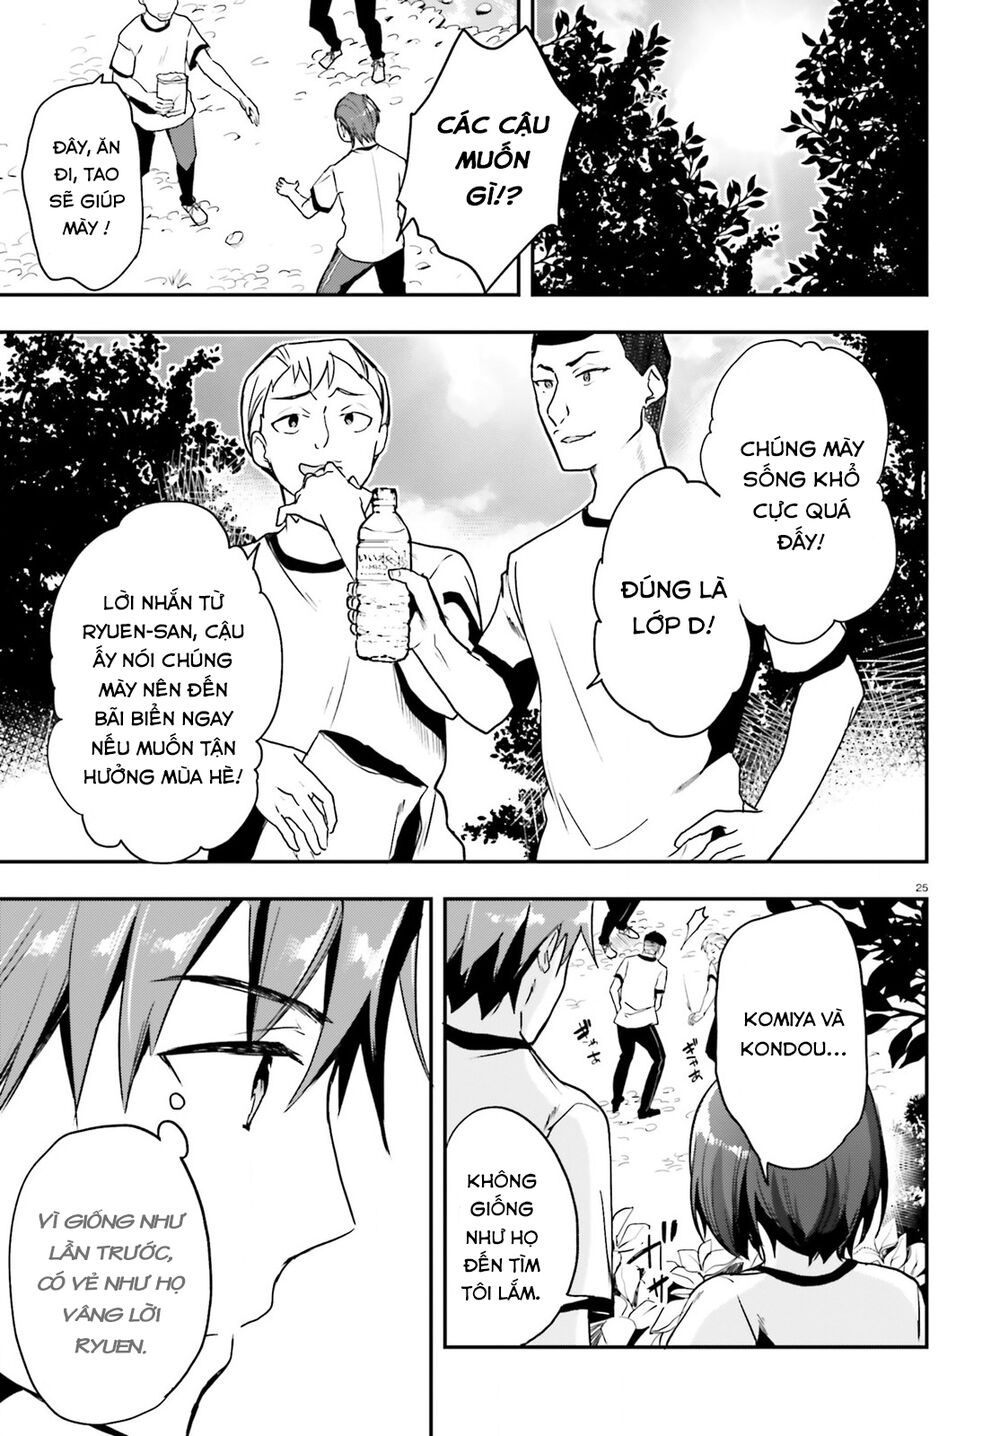 CÁC CẬU
MUỐN
GÌ!?
ĐÂY, ĂN
ĐI, TAO
SẼ GIÚP
MÀY !
CHÚNG MÀY
SỐNG KHỔ
CỰC QUÁ
ĐẤY!
ĐÚNG LÀ
LỚP D!
LỜI NHẮN TỪ
RYUEN-SAN, CẬU
ẤY NÓI CHÚNG
MÀY NÊN ĐẾN
BÃI BIỂN NGAY
NẾU MUỐN TẬN
HƯỞNG MÙA HÈ!
25
KOMIYA VÀ
KONDOU...
KHÔNG
GIỐNG
NHƯ HỌ
ĐẾN TÌM
TÔI LẮM.
VÌ GIỐNG NHƯ
LẦN TRƯỚC,
CÓ VẺ NHƯ HỌ
VÂNG LỜI
RYUEN.